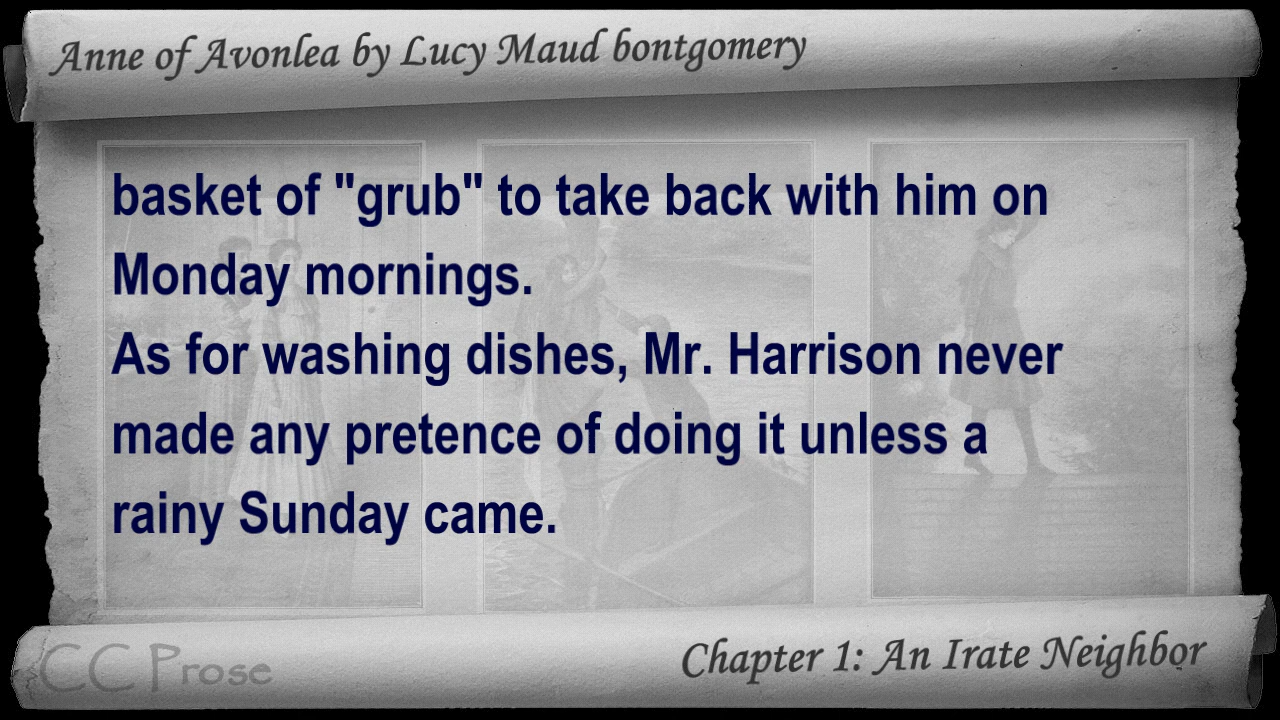 Anne of Avonlea by Lucy Maud bontgomery
basket of "grub" to take back with him on
Monday mornings.
As for washing dishes, Mr. Harrison never
made any pretence of doing it unless a
rainy Sunday came.
CC Prose
Chapter 1: An Irate Neighbor